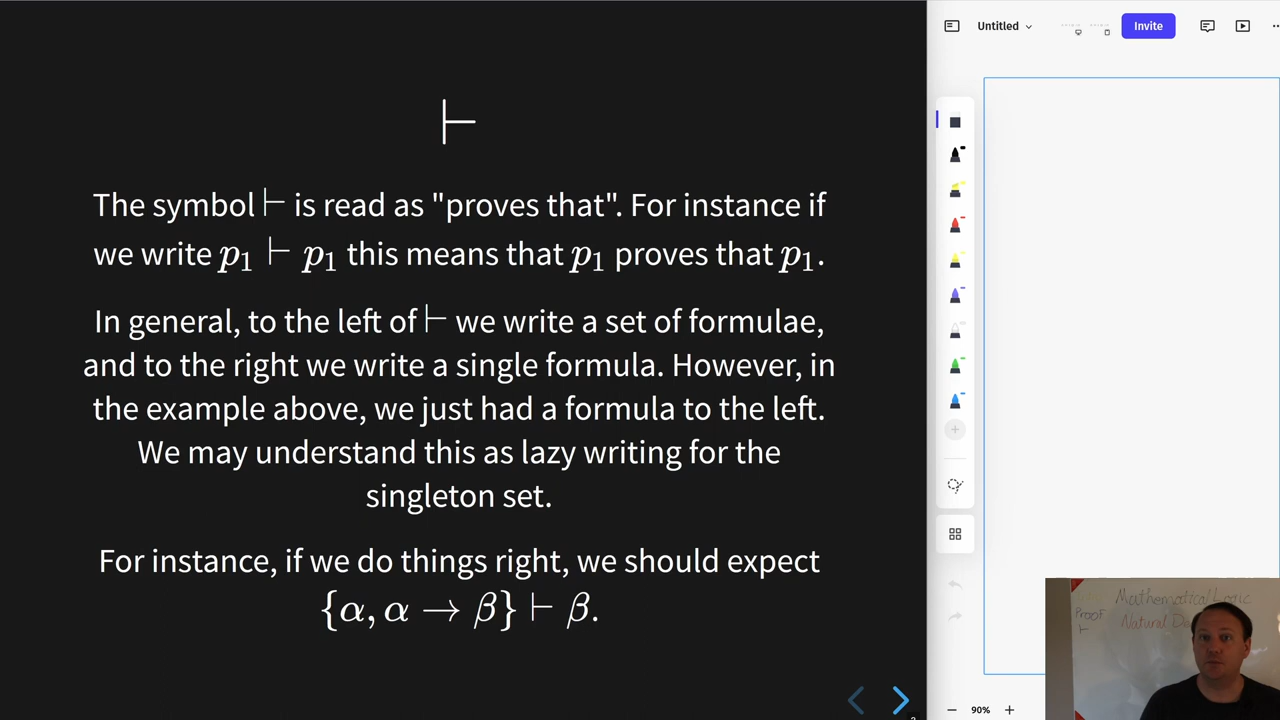 ⊢
The symbol ⊢ is read as "proves that". For instance if
we write p₁ ⊢ p₁ this means that p₁ proves that p₁.
In general, to the left of ⊢ we write a set of formulae,
and to the right we write a single formula. However, in
the example above, we just had a formula to the left.
We may understand this as lazy writing for the
singleton set.
For instance, if we do things right, we should expect
{α, α → β} ⊢ β.
Untitled
Invite
Mathematical Logic
Proof
⊢
Natural
90%